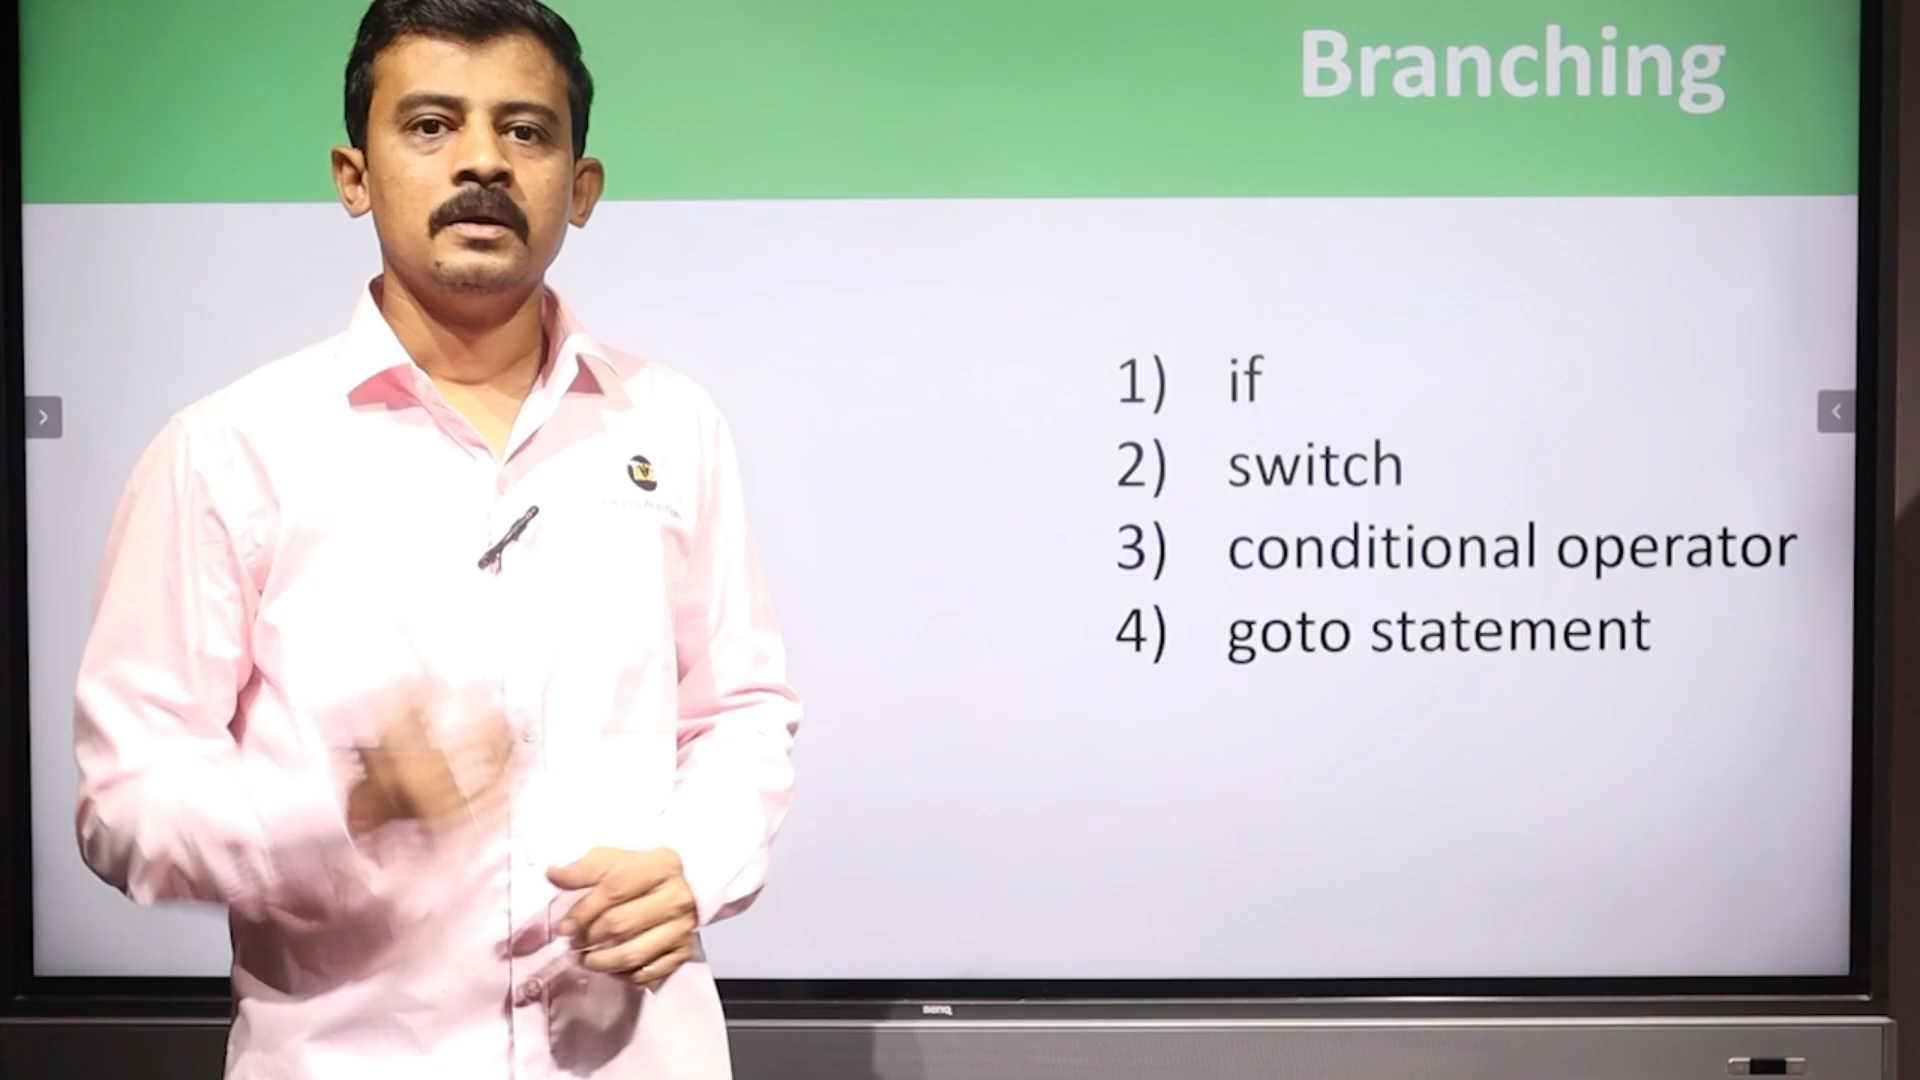 Branching
1) if
2) switch
3) conditional operator
4) goto statement
BenQ